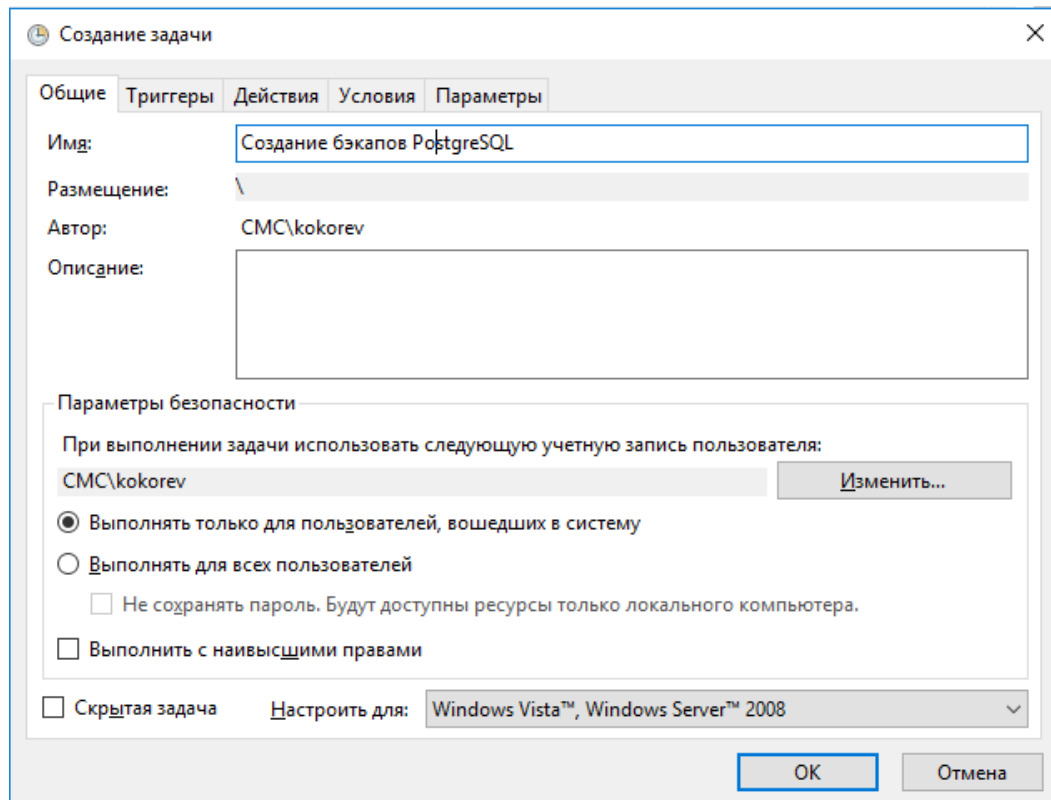 Создание задачи
Общие Триггеры Действия Условия Параметры
Имя: Создание бэкапов PostgreSQL
Размещение: \
Автор: CMC\kokorev
Описание:
Параметры безопасности
При выполнении задачи использовать следующую учетную запись пользователя:
CMC\kokorev Изменить...
Выполнять только для пользователей, вошедших в систему
Выполнять для всех пользователей
Не сохранять пароль. Будут доступны ресурсы только локального компьютера.
Выполнить с наивысшими правами
Скрытая задача Настроить для: Windows Vista™, Windows Server™ 2008
ОК Отмена